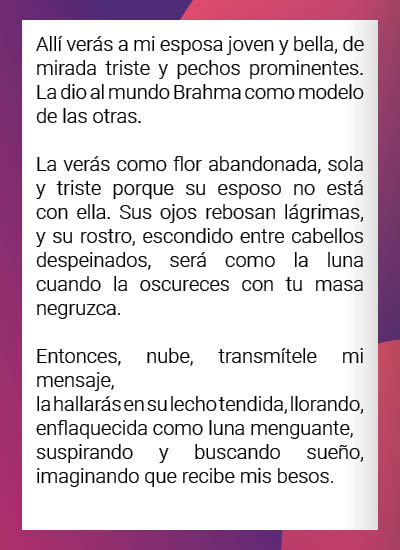 Allí verás a mi esposa joven y bella, de
mirada triste y pechos prominentes.
La dio al mundo Brahma como modelo
de las otras.
La verás como flor abandonada, sola
y triste porque su esposo no está
con ella. Sus ojos rebosan lágrimas,
y su rostro, escondido entre cabellos
despeinados, será como la luna
cuando la oscureces con tu masa
negruzca.
Entonces, nube, transmítele mi
mensaje,
la hallarás en su lecho tendida, llorando,
enflaquecida como luna menguante,
suspirando y buscando sueño,
imaginando que recibe mis besos.